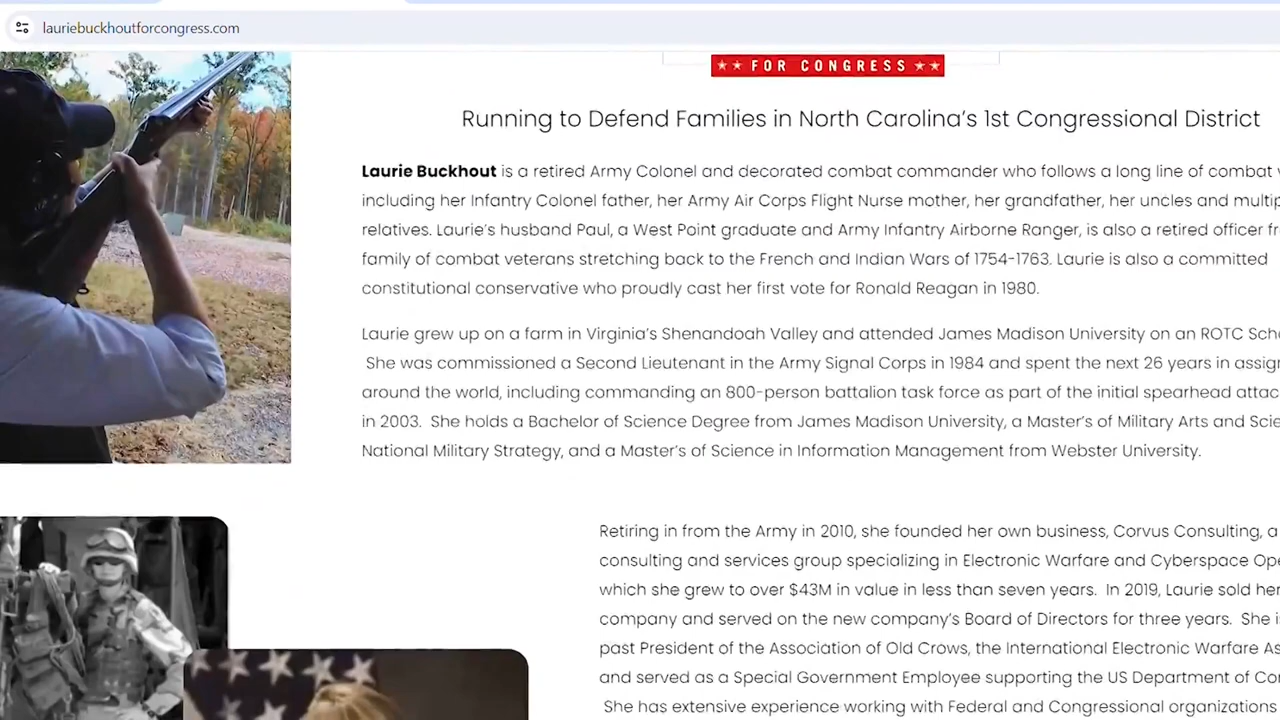 lauriebuckhoutforcongress.com
★★ FOR CONGRESS ★★
Running to Defend Families in North Carolina's 1st Congressional District
Laurie Buckhout is a retired Army Colonel and decorated combat commander who follows a long line of combat
including her Infantry Colonel father, her Army Air Corps Flight Nurse mother, her grandfather, her uncles and
relatives. Laurie's husband Paul, a West Point graduate and Army Infantry Airborne Ranger, is also a retired officer
family of combat veterans stretching back to the French and Indian Wars of 1754-1763. Laurie is also a committed
constitutional conservative who proudly cast her first vote for Ronald Reagan in 1980.
Laurie grew up on a farm in Virginia's Shenandoah Valley and attended James Madison University on an ROTC
She was commissioned a Second Lieutenant in the Army Signal Corps in 1984 and spent the next 26 years in
around the world, including commanding an 800-person battalion task force as part of the initial spearhead
in 2003. She holds a Bachelor of Science Degree from James Madison University, a Master's of Military Arts and
National Military Strategy, and a Master's of Science in Information Management from Webster University.
Retiring in from the Army in 2010, she founded her own business, Corvus Consulting, a
consulting and services group specializing in Electronic Warfare and Cyberspace
which she grew to over $43M in value in less than seven years. In 2019, Laurie sold her
company and served on the new company's Board of Directors for three years. She
past President of the Association of Old Crows, the International Electronic Warfare
and served as a Special Government Employee supporting the US Department of
She has extensive experience working with Federal and Congressional organizations